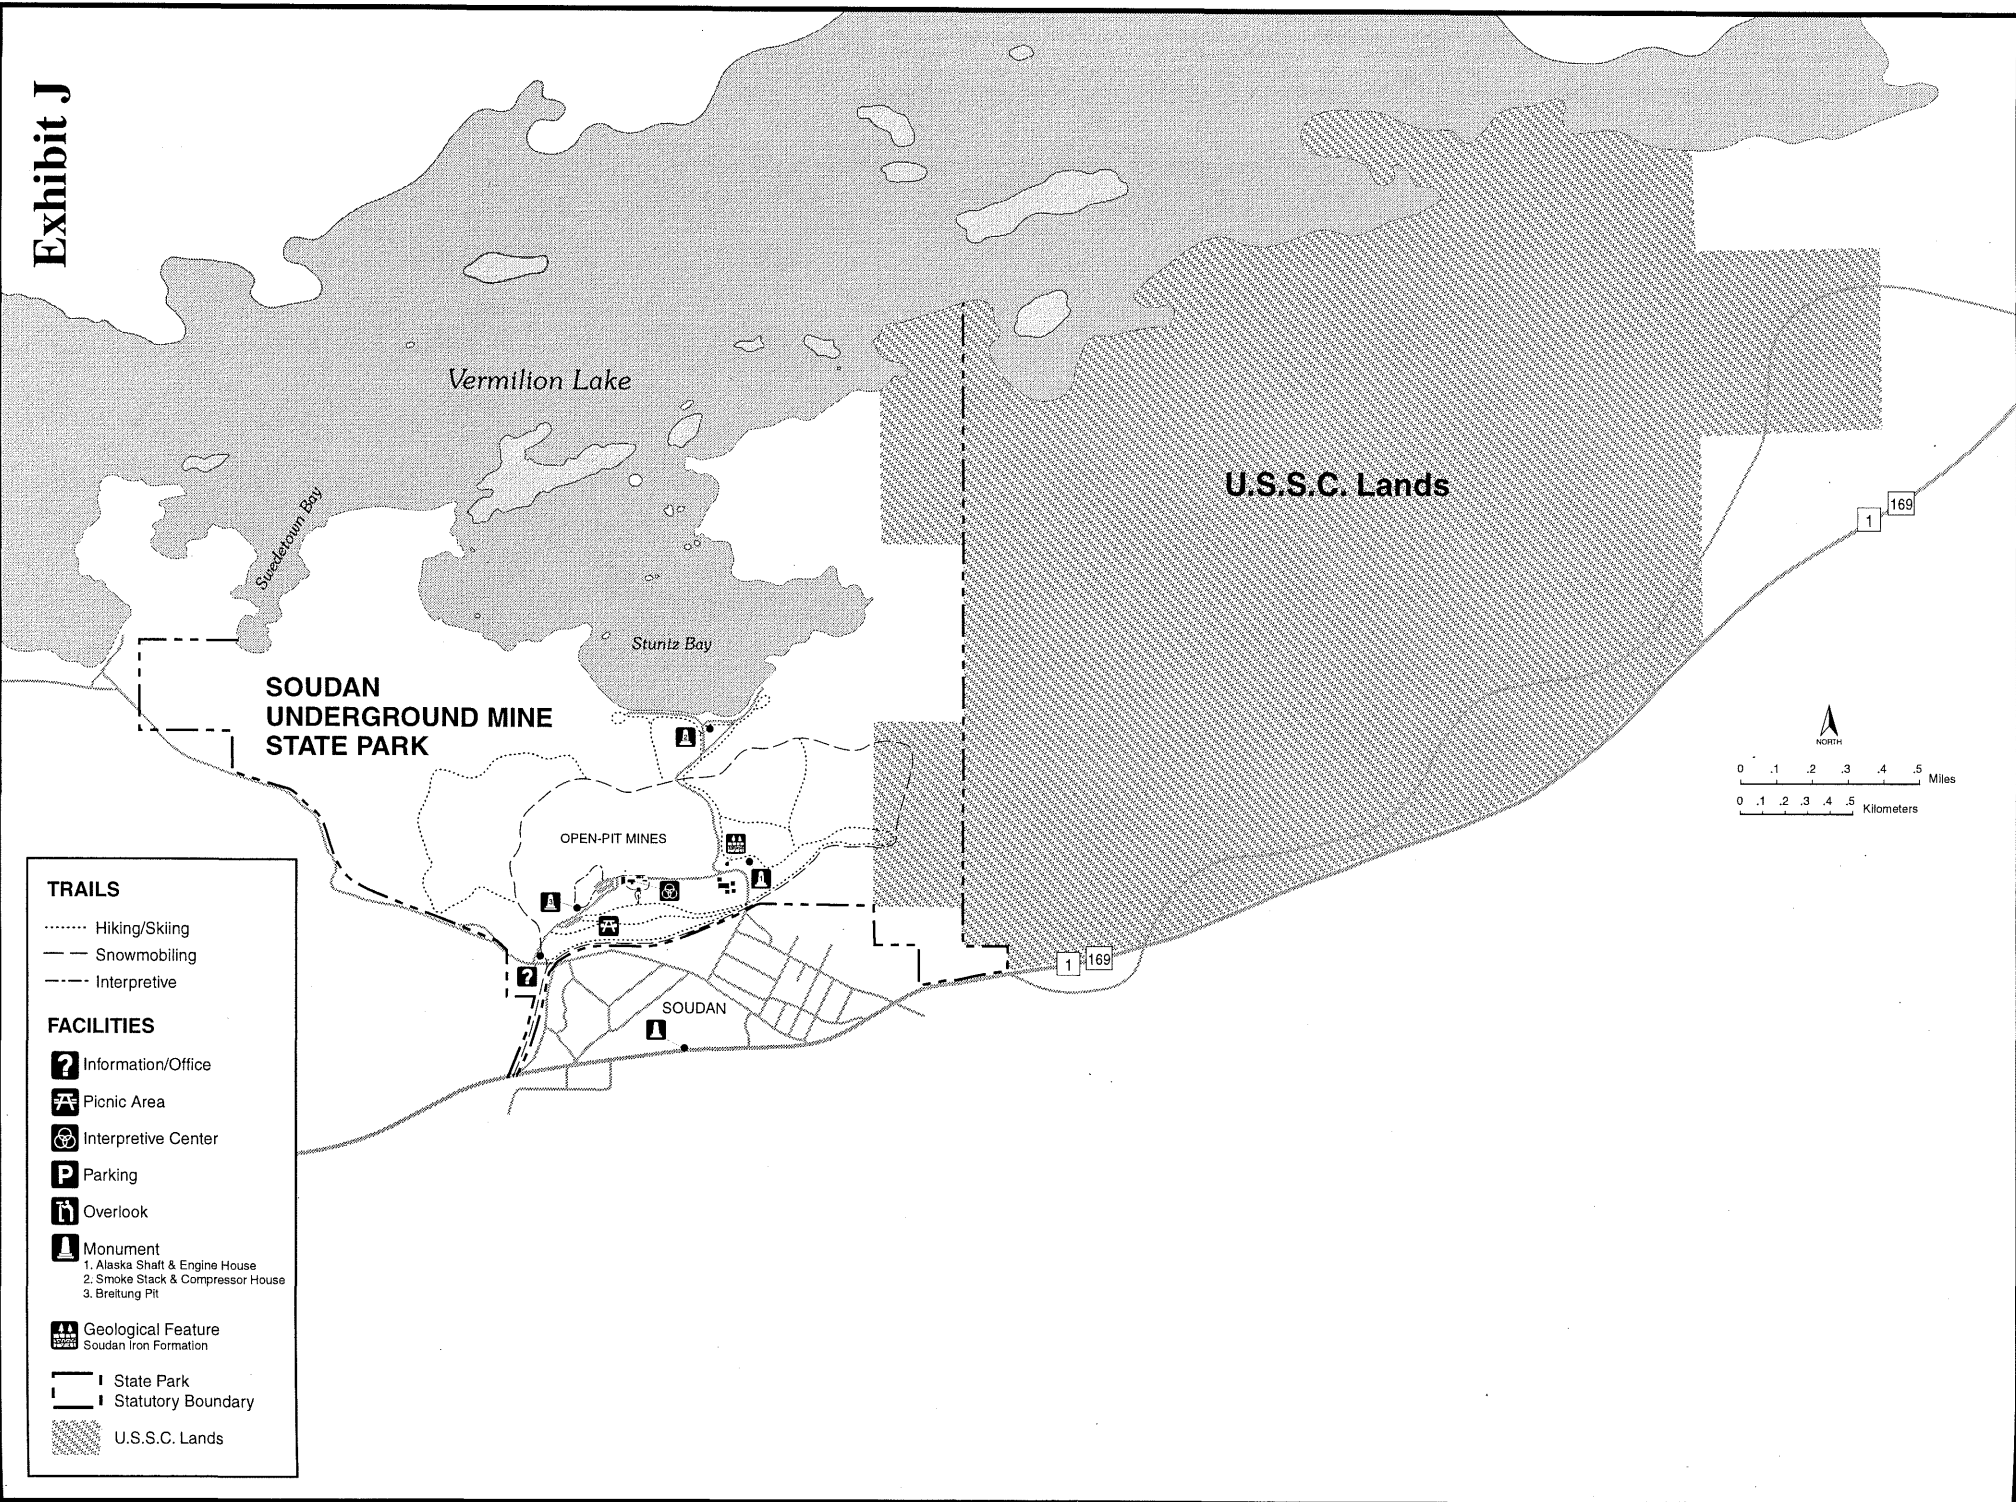 Exhibit J
Vermilion Lake
U.S.S.C. Lands
169
1
Swedetown Bay
Stuntz Bay
SOUDAN
UNDERGROUND MINE
STATE PARK
NORTH
0 .1 .2 .3 .4 .5 Miles
0 .1 .2 .3 .4 .5 Kilometers
OPEN-PIT MINES
1
169
SOUDAN
TRAILS
Hiking/Skiing
Snowmobiling
Interpretive
FACILITIES
? Information/Office
Picnic Area
Interpretive Center
P Parking
Overlook
Monument
1. Alaska Shaft & Engine House
2. Smoke Stack & Compressor House
3. Breitung Pit
Geological Feature
Soudan Iron Formation
State Park
Statutory Boundary
U.S.S.C. Lands
?